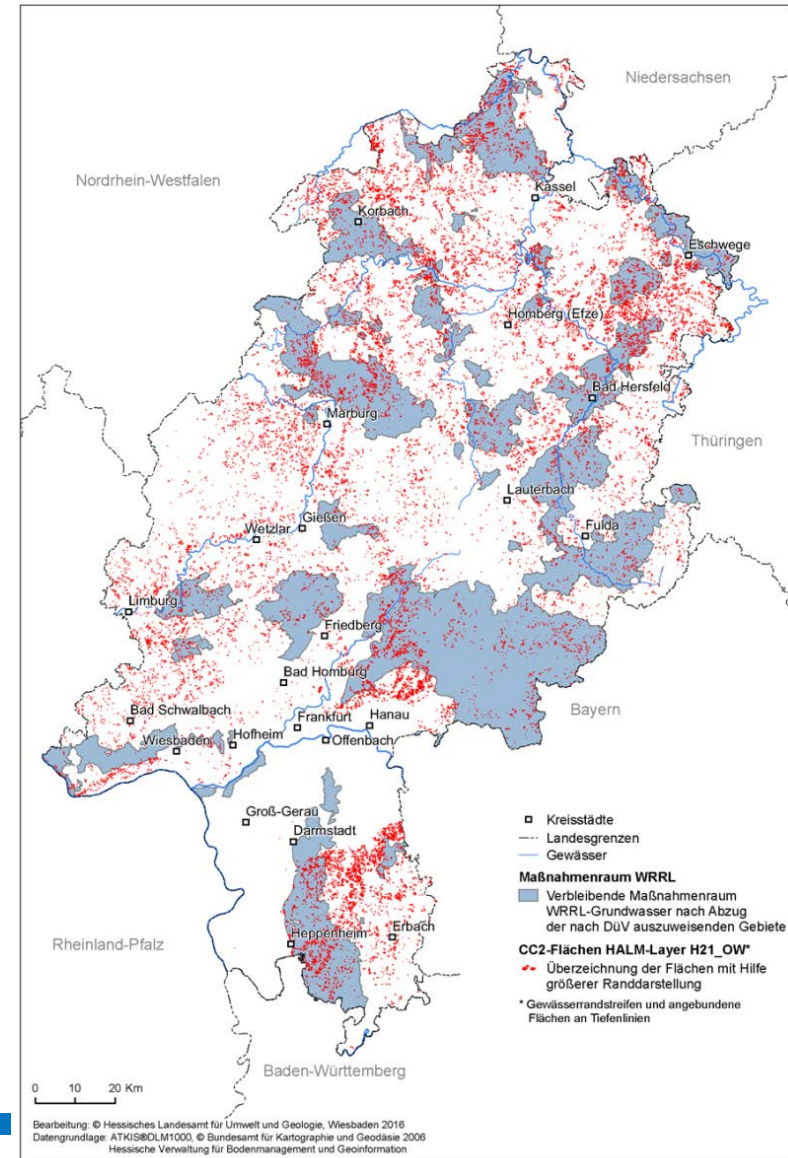 Niedersachsen
Nordrhein-Westfalen
Kassel
Korbach
Eschwege
Homberg (Efze)
Bad Hersfeld
Marburg
Thüringen
Lauterbach
Gießen
Wetzlar
Fulda
Limburg
Friedberg
Bad Homburg
Bayern
Bad Schwalbach
Frankfurt
Hanau
Hofheim
Wiesbaden
Offenbach
Groß-Gerau
Darmstadt
Kreisstädte
Landesgrenzen
Gewässer
Maßnahmenraum WRRL
Verbleibende Maßnahmenraum
WRRL-Grundwasser nach Abzug
der nach DüV auszuweisenden Gebiete
Erbach
Heppenheim
Rheinland-Pfalz
CC2-Flächen HALM-Layer H21_OW*
Überzeichnung der Flächen mit Hilfe
größerer Randdarstellung
* Gewässerrandstreifen und angebundene
Flächen an Tiefenlinien
Baden-Württemberg
0 10 20 Km
Bearbeitung: © Hessisches Landesamt für Umwelt und Geologie, Wiesbaden 2016
Datengrundlage: ATKIS®DLM1000, © Bundesamt für Kartographie und Geodäsie 2006
Hessische Verwaltung für Bodenmanagement und Geoinformation